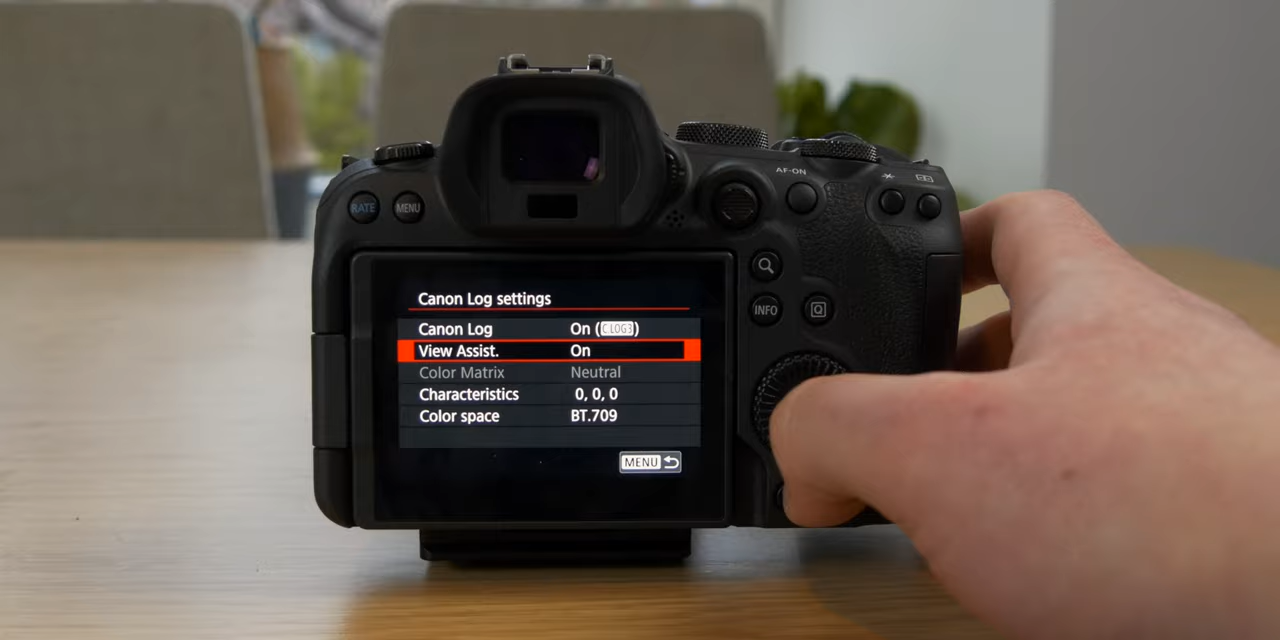 AF-ON
RATE
MENU
INFO
Q
Canon Log settings
Canon Log On (C.LOG3)
View Assist. On
Color Matrix Neutral
Characteristics 0, 0, 0
Color space BT.709
MENU